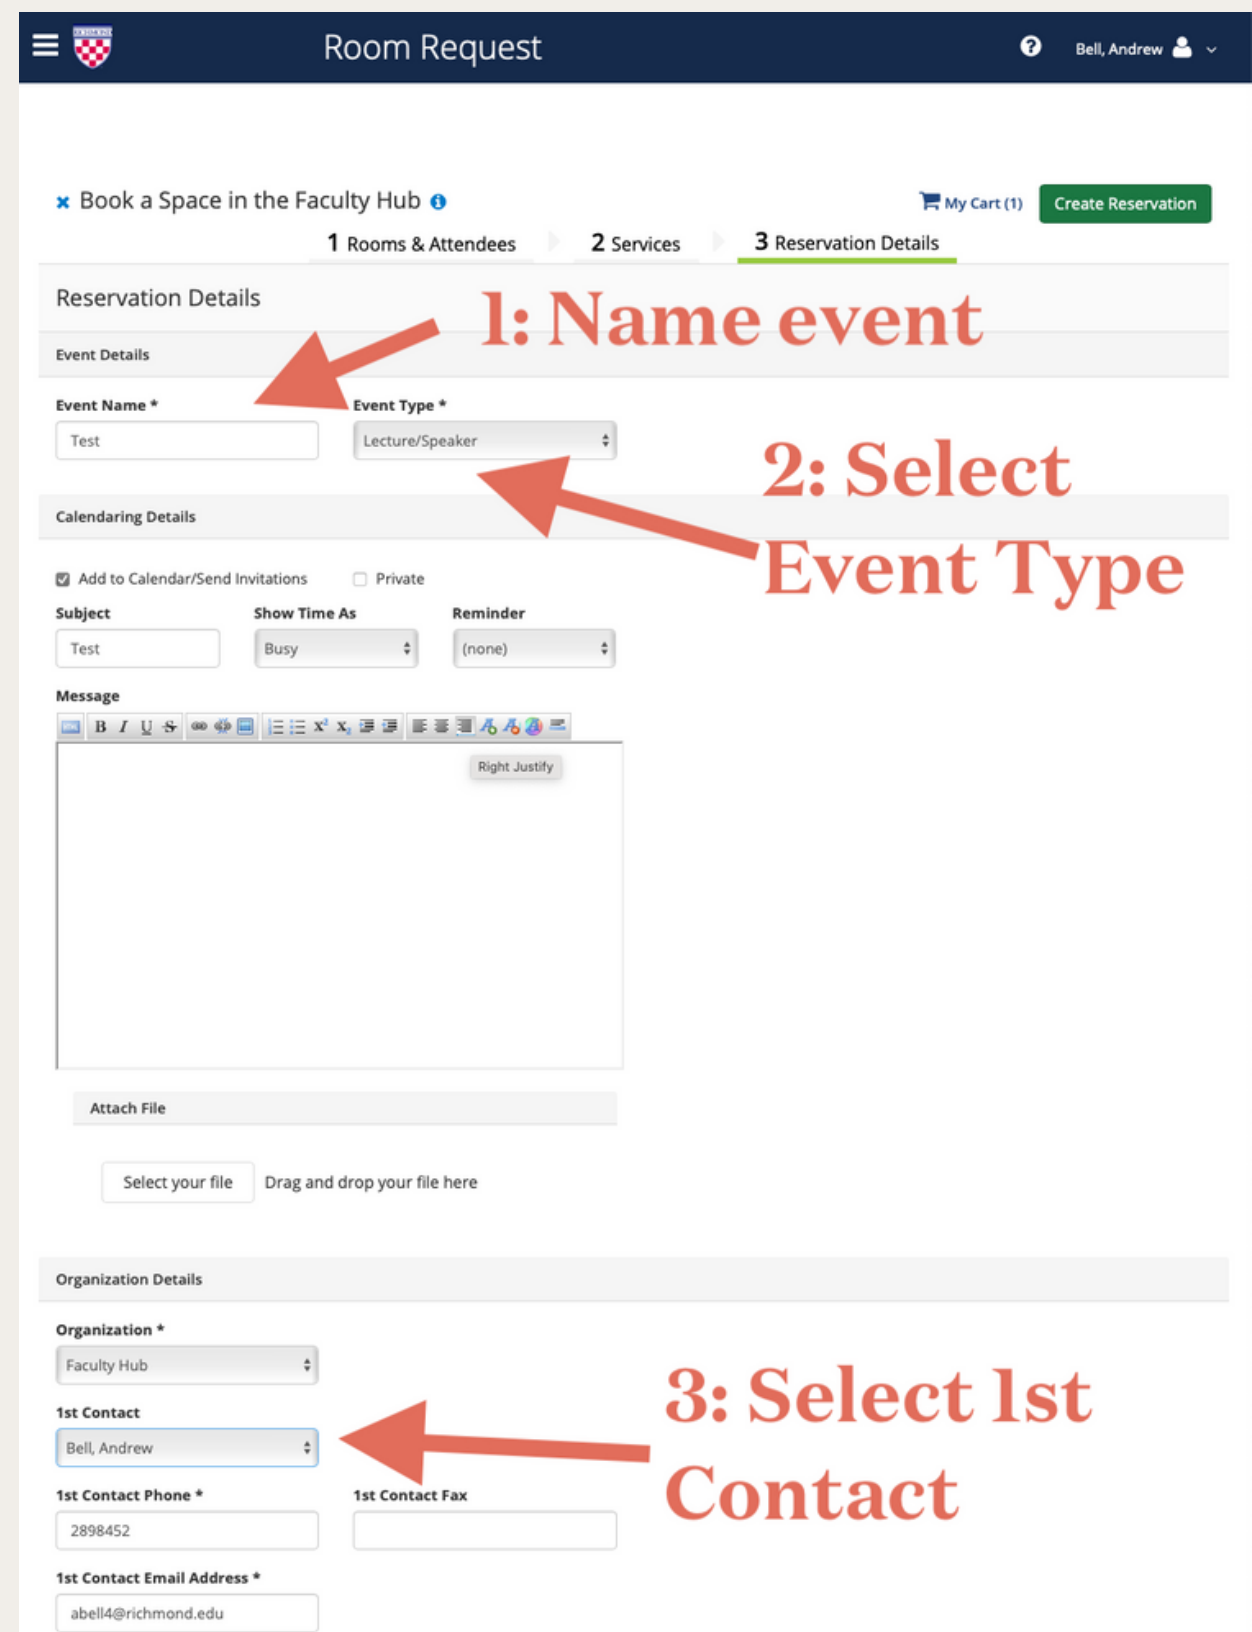 RICHMOND
Room Request
Bell, Andrew
Book a Space in the Faculty Hub
My Cart (1)
Create Reservation
1 Rooms & Attendees
2 Services
3 Reservation Details
Reservation Details
1: Name event
Event Details
Event Name *
Event Type *
Test
Lecture/Speaker
2: Select
Event Type
Calendaring Details
Add to Calendar/Send Invitations
Private
Subject
Show Time As
Reminder
Test
Busy
(none)
Message
Right Justify
Attach File
Select your file
Drag and drop your file here
Organization Details
Organization *
Faculty Hub
3: Select 1st
Contact
1st Contact
Bell, Andrew
1st Contact Phone *
1st Contact Fax
2898452
1st Contact Email Address *
abell4@richmond.edu